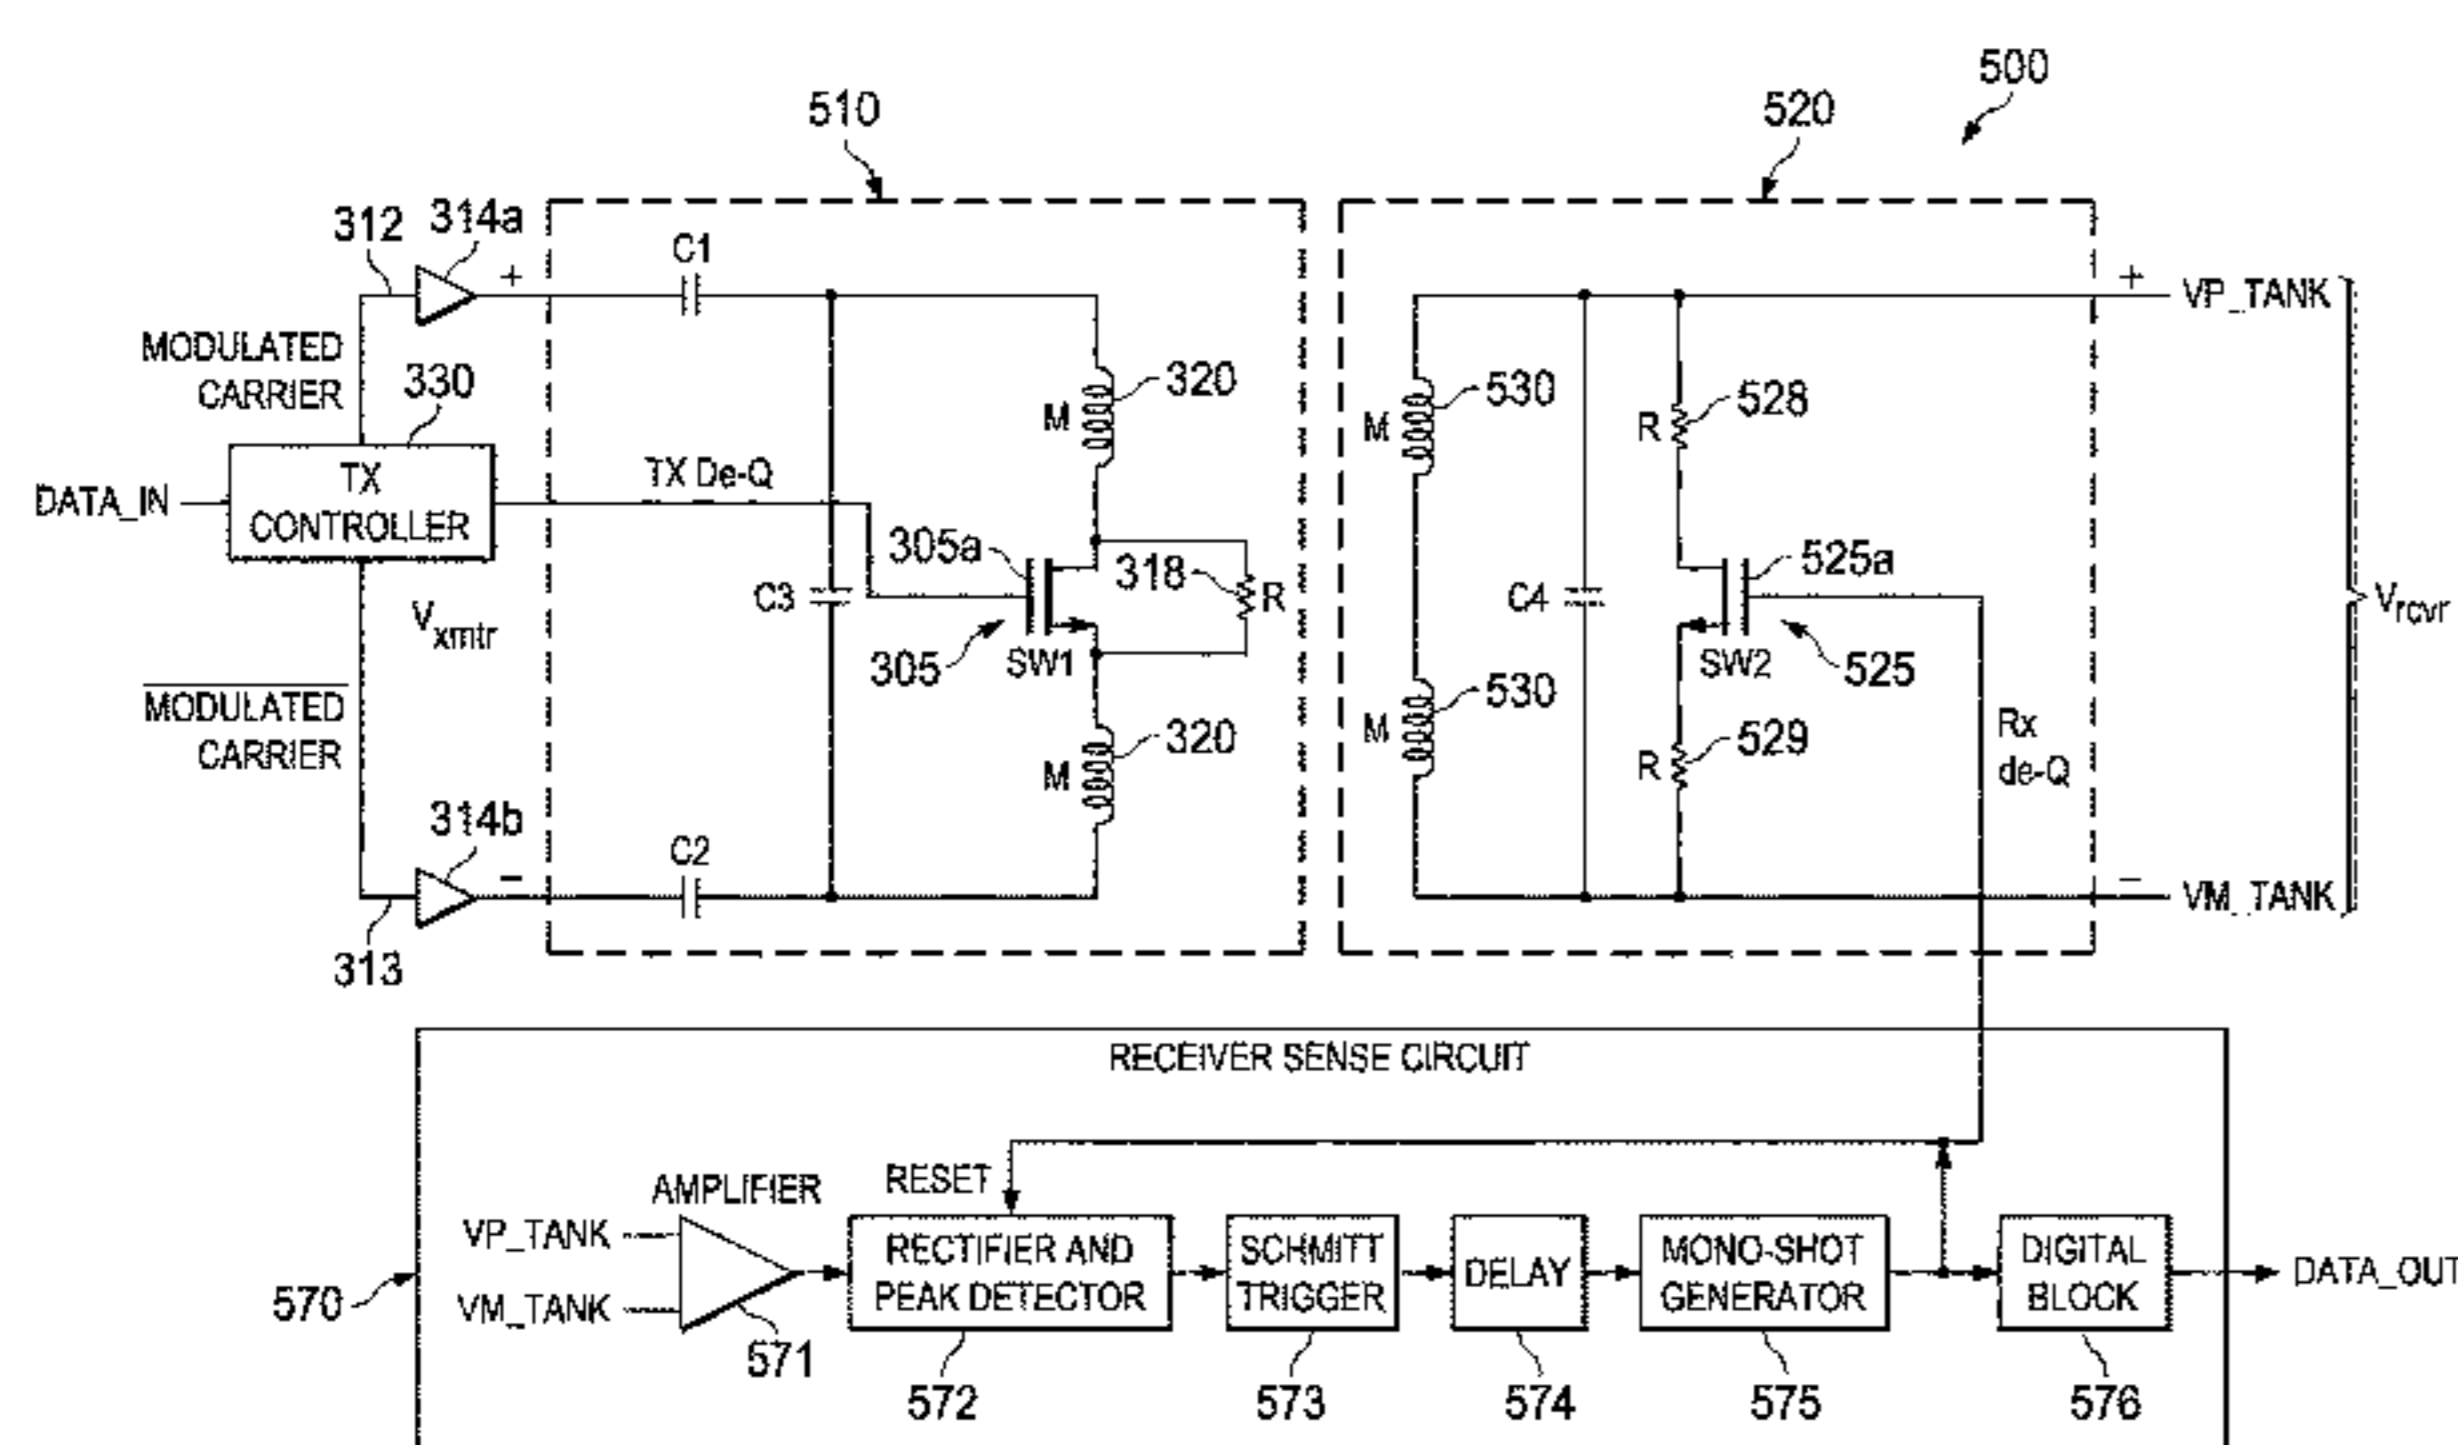 500
510
520
312
314a
C1
+
+
VP_TANK
MODULATED
CARRIER
330
M
320
M
530
R
528
TX
CONTROLLER
DATA_IN
TX De-Q
305a
318
R
525a
C3
C4
Vrcvr
Vxmtr
305
SW1
SW2
525
M
530
MODULATED
CARRIER
M
320
R
529
Rx
de-Q
314b
C2
−
−
VM_TANK
313
RECEIVER SENSE CIRCUIT
AMPLIFIER
RESET
VP_TANK
VM_TANK
570
571
RECTIFIER AND
PEAK DETECTOR
SCHMITT
TRIGGER
DELAY
MONO-SHOT
GENERATOR
DIGITAL
BLOCK
DATA_OUT
572
573
574
575
576